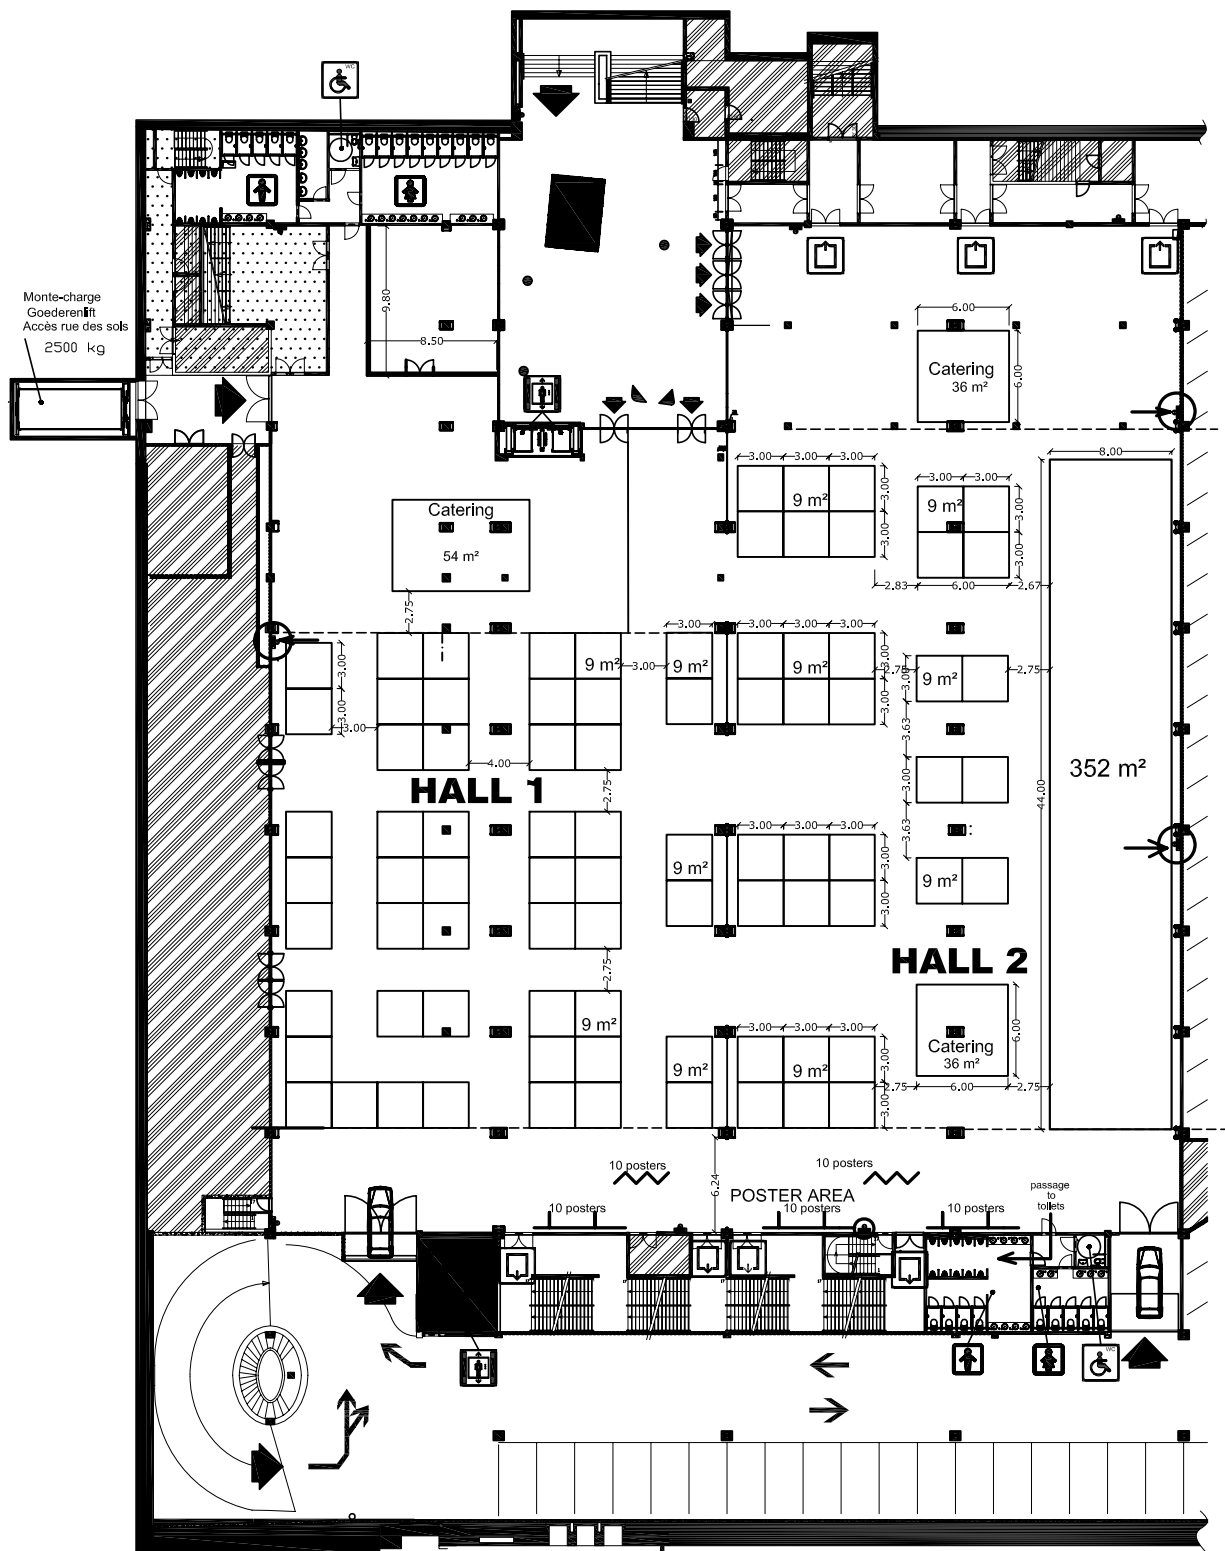 WC
Monte-charge
Goederenlift
Accès rue des sols
2500 kg
9.80
8.50
6.00
Catering
36 m²
6.00
8.00
3.00 3.00 3.00
9 m²
3.00
3.00
3.00 3.00
9 m²
3.00
3.00
Catering
54 m²
2.83 6.00 2.67
2.75
3.00
3.00 3.00 3.00
9 m²
3.00
9 m²
9 m²
3.00
3.00
2.75
3.00
9 m²
2.75
3.00
3.00
3.00
3.63
4.00
2.75
HALL 1
352 m²
44.00
3.00
3.63
3.00 3.00 3.00
9 m²
3.00
3.00
9 m²
HALL 2
2.75
9 m²
3.00 3.00 3.00
9 m²
9 m²
3.00
3.00
Catering
36 m²
6.00
2.75 6.00 2.75
6.24
10 posters
10 posters
POSTER AREA
10 posters
10 posters
10 posters
passage
to
toilets
WC